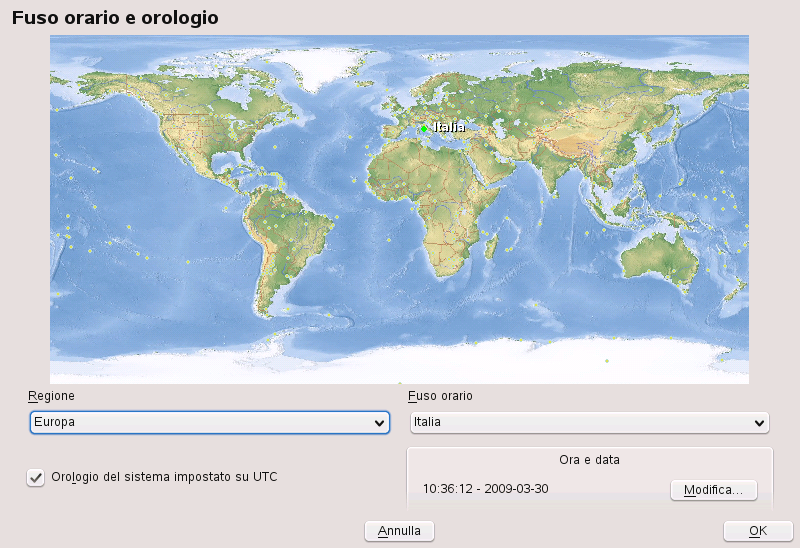 Fuso orario e orologio
Italia
Regione
Fuso orario
Europa
Italia
Orologio del sistema impostato su UTC
Ora e data
10:36:12 - 2009-03-30
Modifica...
Annulla
OK